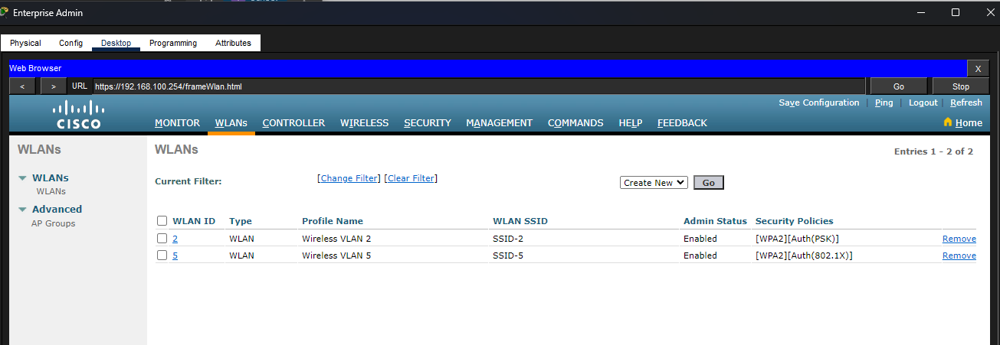 Enterprise Admin
Physical Config Desktop Programming Attributes
Web Browser X
< > URL https://192.168.100.254/frameWlan.html Go Stop
Save Configuration | Ping | Logout | Refresh
CISCO
MONITOR WLANs CONTROLLER WIRELESS SECURITY MANAGEMENT COMMANDS HELP FEEDBACK Home
WLANs
WLANs
WLANs
Advanced
AP Groups
WLANs Entries 1 - 2 of 2
Current Filter: [Change Filter] [Clear Filter] Create New Go
WLAN ID Type Profile Name WLAN SSID Admin Status Security Policies
2 WLAN Wireless VLAN 2 SSID-2 Enabled [WPA2][Auth(PSK)] Remove
5 WLAN Wireless VLAN 5 SSID-5 Enabled [WPA2][Auth(802.1X)] Remove